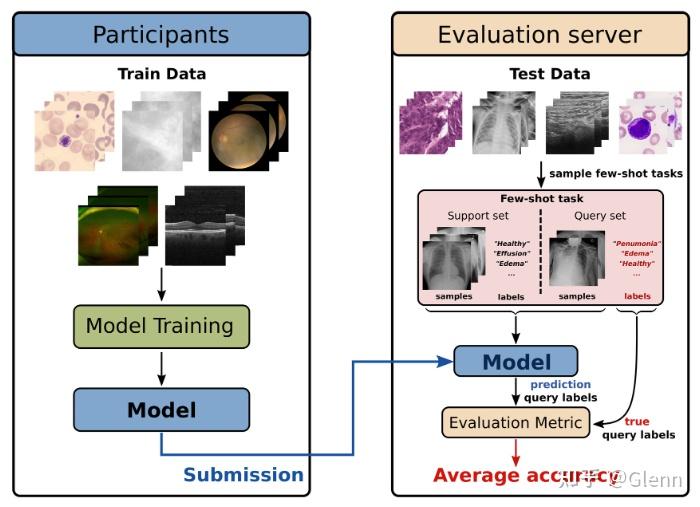 Participants
Train Data
Model Training
Model
Submission
Evaluation server
Test Data
sample few-shot tasks
Few-shot task
Support set
Query set
"Healthy"
"Effusion"
"Edema"
...
"Penumonia"
"Edema"
"Healthy"
...
samples
labels
samples
labels
Model
prediction
query labels
Evaluation Metric
true
query labels
Average accuracy
知乎 @Glenn